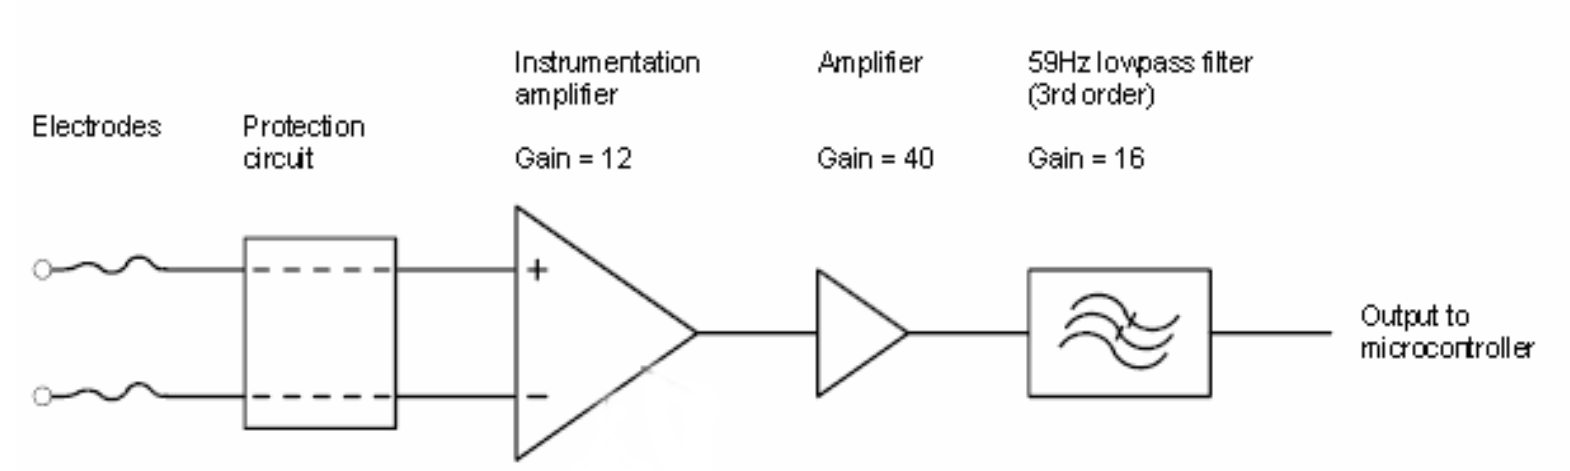 Electrodes
Protection
circuit
Instrumentation
amplifier
Gain = 12
Amplifier
Gain = 40
59Hz lowpass filter
(3rd order)
Gain = 16
+
−
Output to
microcontroller